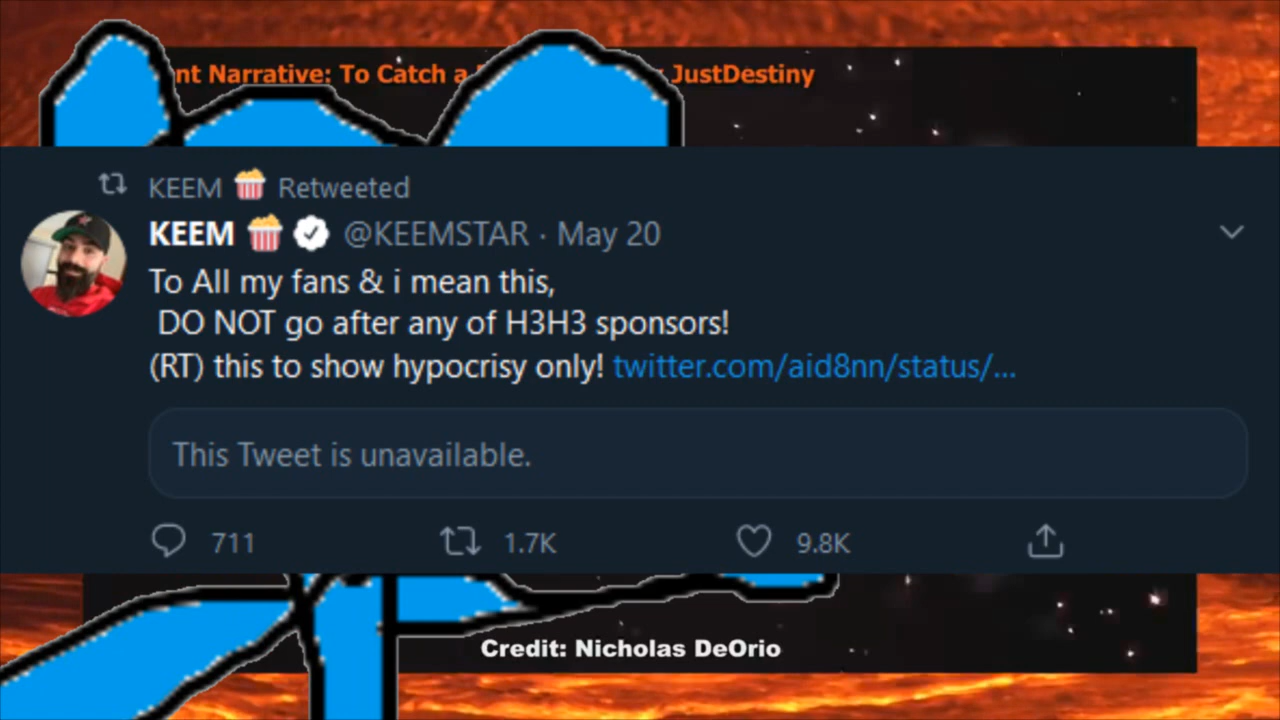 nt Narrative: To Catch a JustDestiny
KEEM 🍿 Retweeted
KEEM 🍿 @KEEMSTAR · May 20
To All my fans & i mean this,
DO NOT go after any of H3H3 sponsors!
(RT) this to show hypocrisy only! twitter.com/aid8nn/status/...
This Tweet is unavailable.
711 1.7K 9.8K
Credit: Nicholas DeOrio